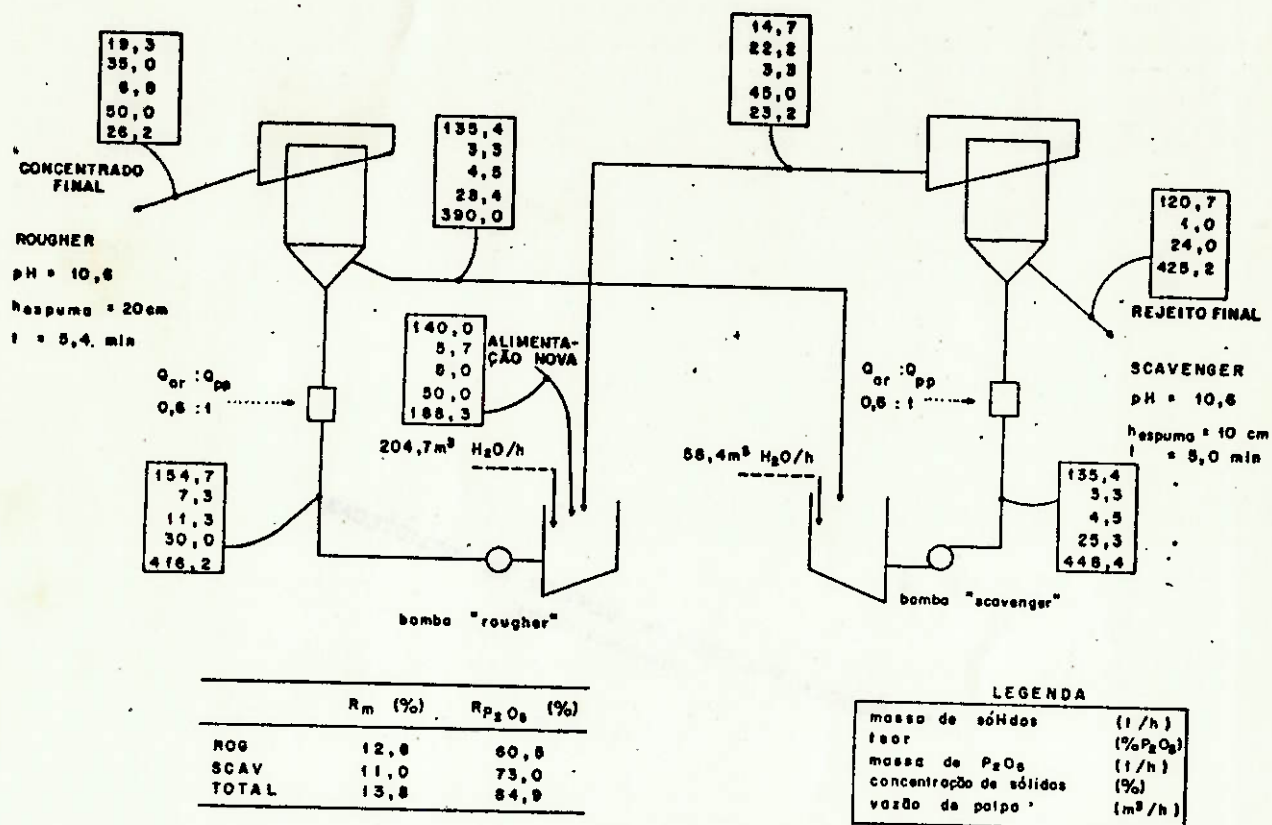 19,3
35,0
6,8
50,0
26,2
CONCENTRADO
FINAL
ROUGHER
pH = 10,6
hespuma = 20cm
t = 5,4 min
135,4
3,3
4,5
28,4
390,0
14,7
22,2
3,3
45,0
23,2
120,7
1,0
24,0
425,2
REJEITO FINAL
SCAVENGER
pH = 10,6
hespuma = 10 cm
t = 5,0 min
140,0
5,7
8,0
50,0
188,3
ALIMENTA-
ÇÃO NOVA
Qar : Qpp
0,6 : 1
Qar : Qpp
0,6 : 1
204,7m³ H₂O/h
58,4m³ H₂O/h
154,7
7,3
11,3
30,0
416,2
135,4
3,3
4,5
25,3
448,4
bomba "rougher"
bomba "scavenger"
Rm (%) RP₂O₅ (%)
ROG 12,6 60,5
SCAV 11,0 73,0
TOTAL 13,8 84,9
LEGENDA
massa de sólidos (t/h)
teor (%P₂O₅)
massa de P₂O₅ (t/h)
concentração de sólidos (%)
vazão de polpa (m³/h)